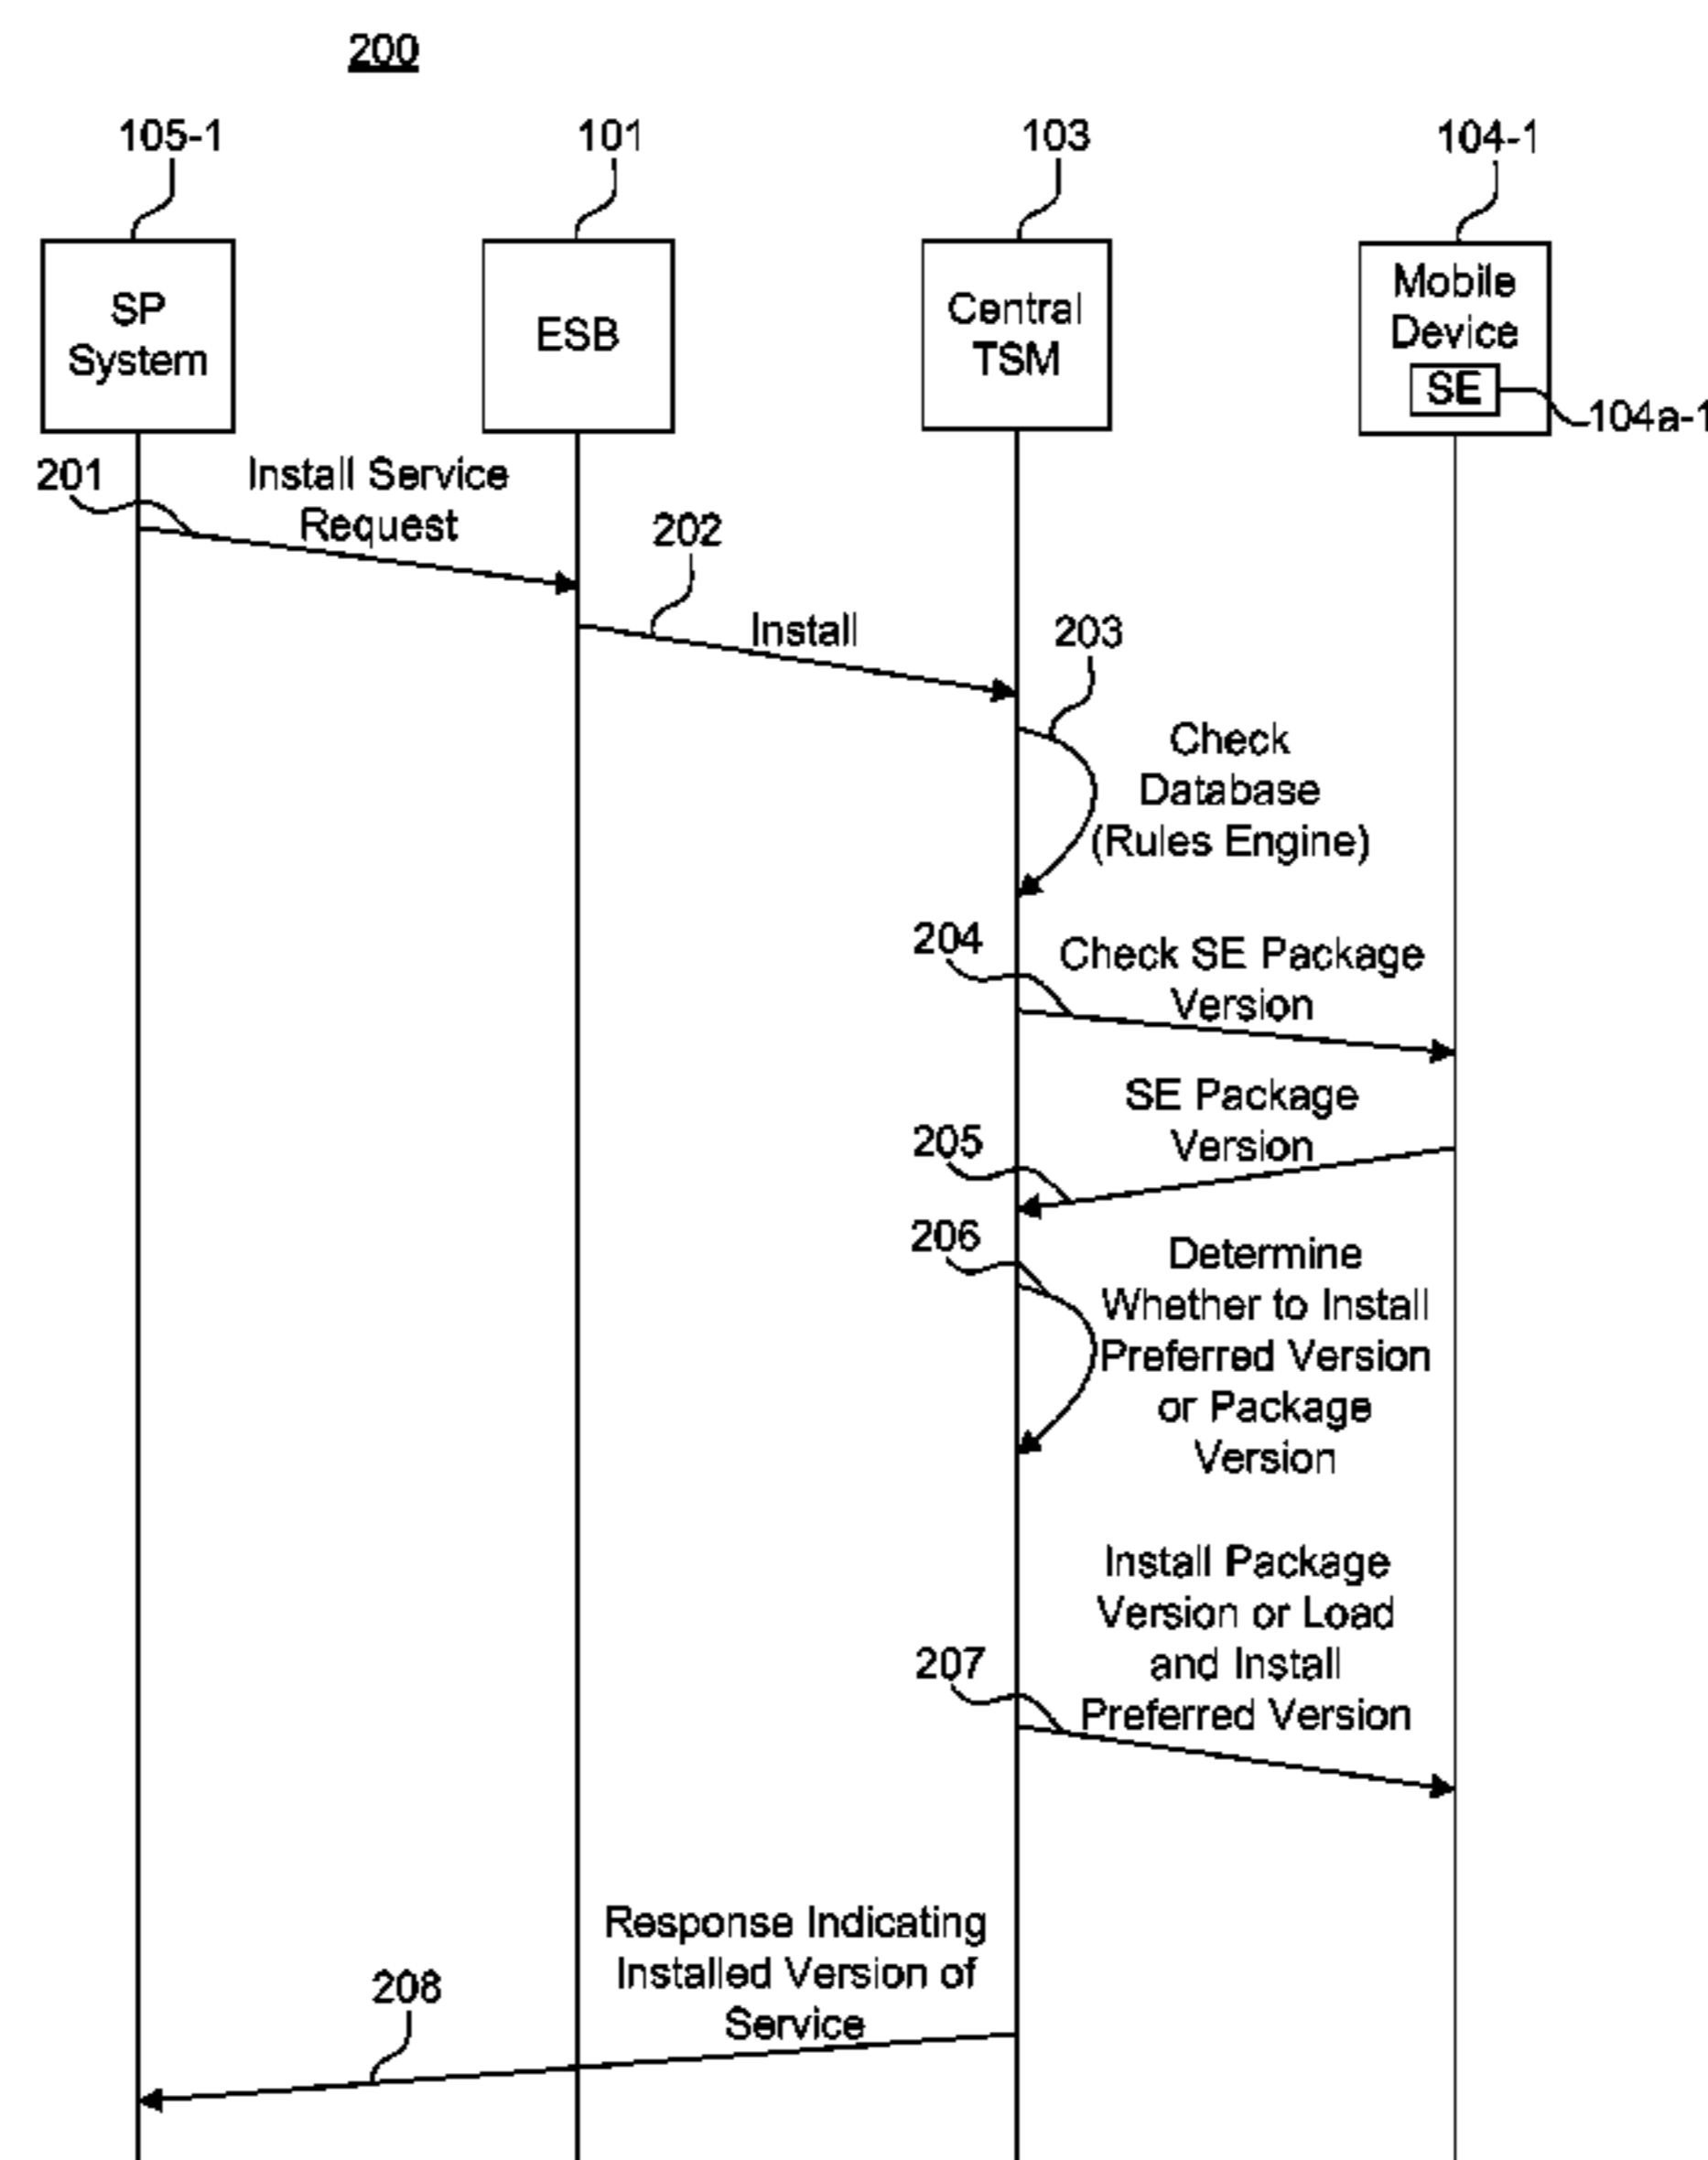 200
105-1
101
103
104-1
SP
System
ESB
Central
TSM
Mobile
Device
SE
104a-1
201
Install Service
Request
202
Install
203
Check
Database
(Rules Engine)
204
Check SE Package
Version
SE Package
Version
205
206
Determine
Whether to Install
Preferred Version
or Package
Version
Install Package
Version or Load
and Install
Preferred Version
207
Response Indicating
Installed Version of
Service
208